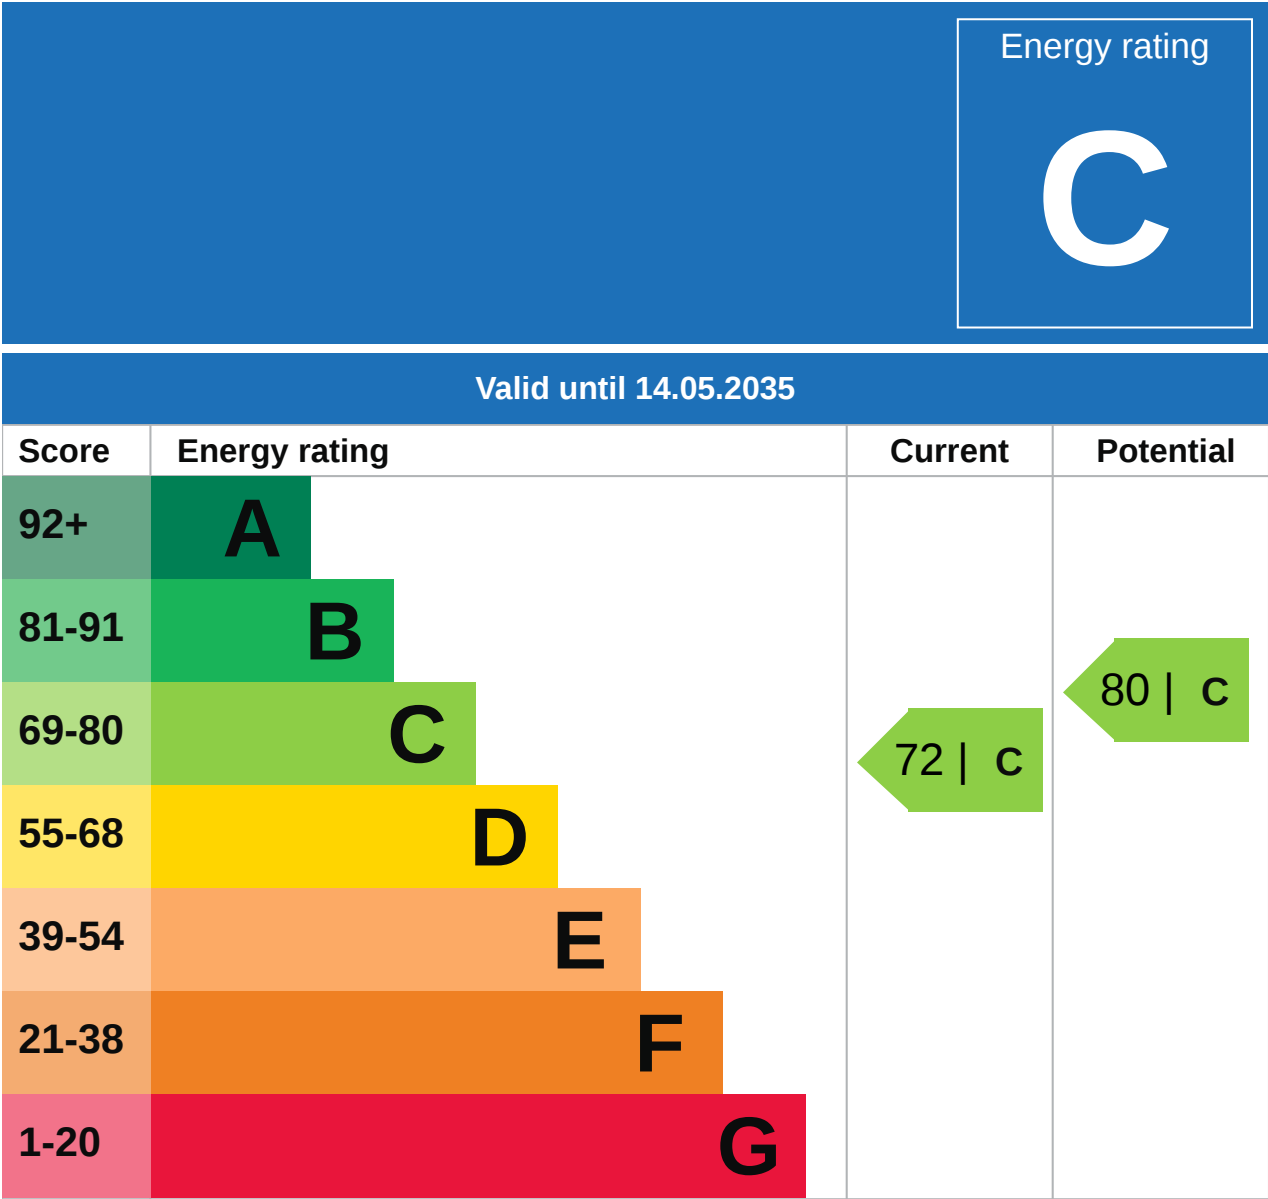 Energy rating
C
Valid until 14.05.2035
Score Energy rating Current Potential
92+ A
81-91 B
69-80 C
72 | C
80 | C
55-68 D
39-54 E
21-38 F
1-20 G